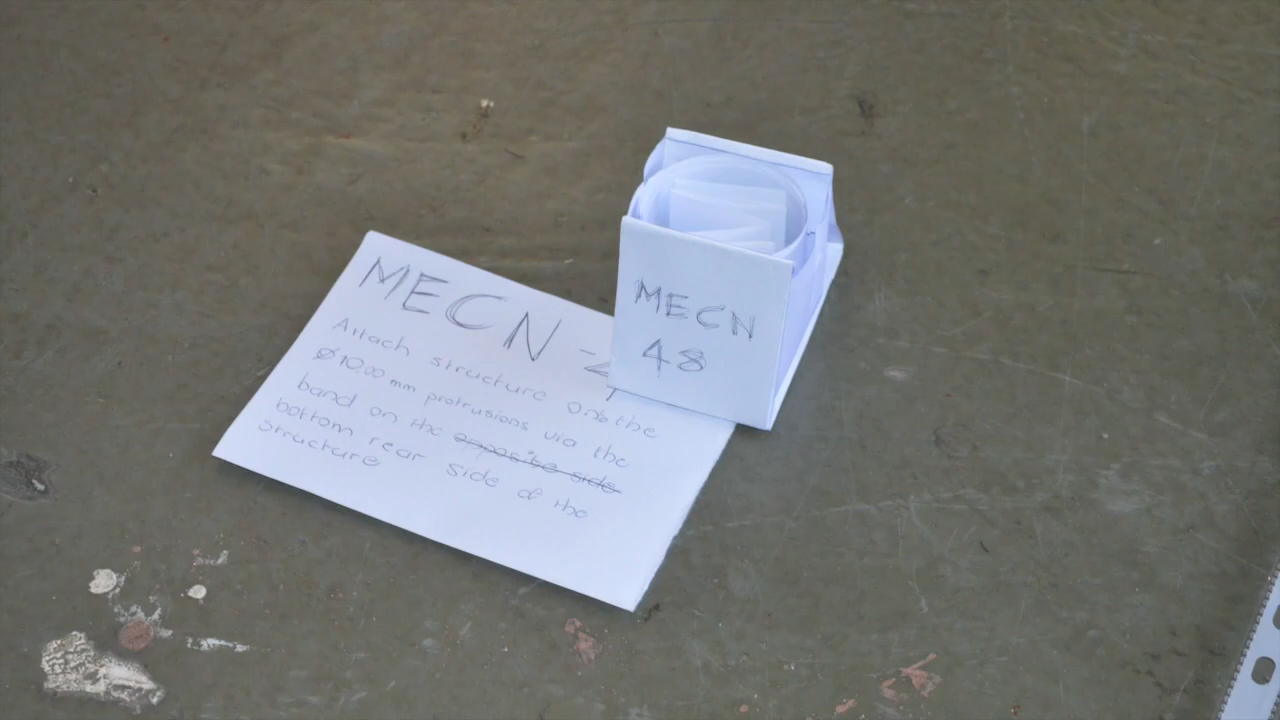 MECN -
Attach structure onto the
Ø10.00 mm protrusions via the
band on the opposite side
bottom rear side of the
structure
MECN
48